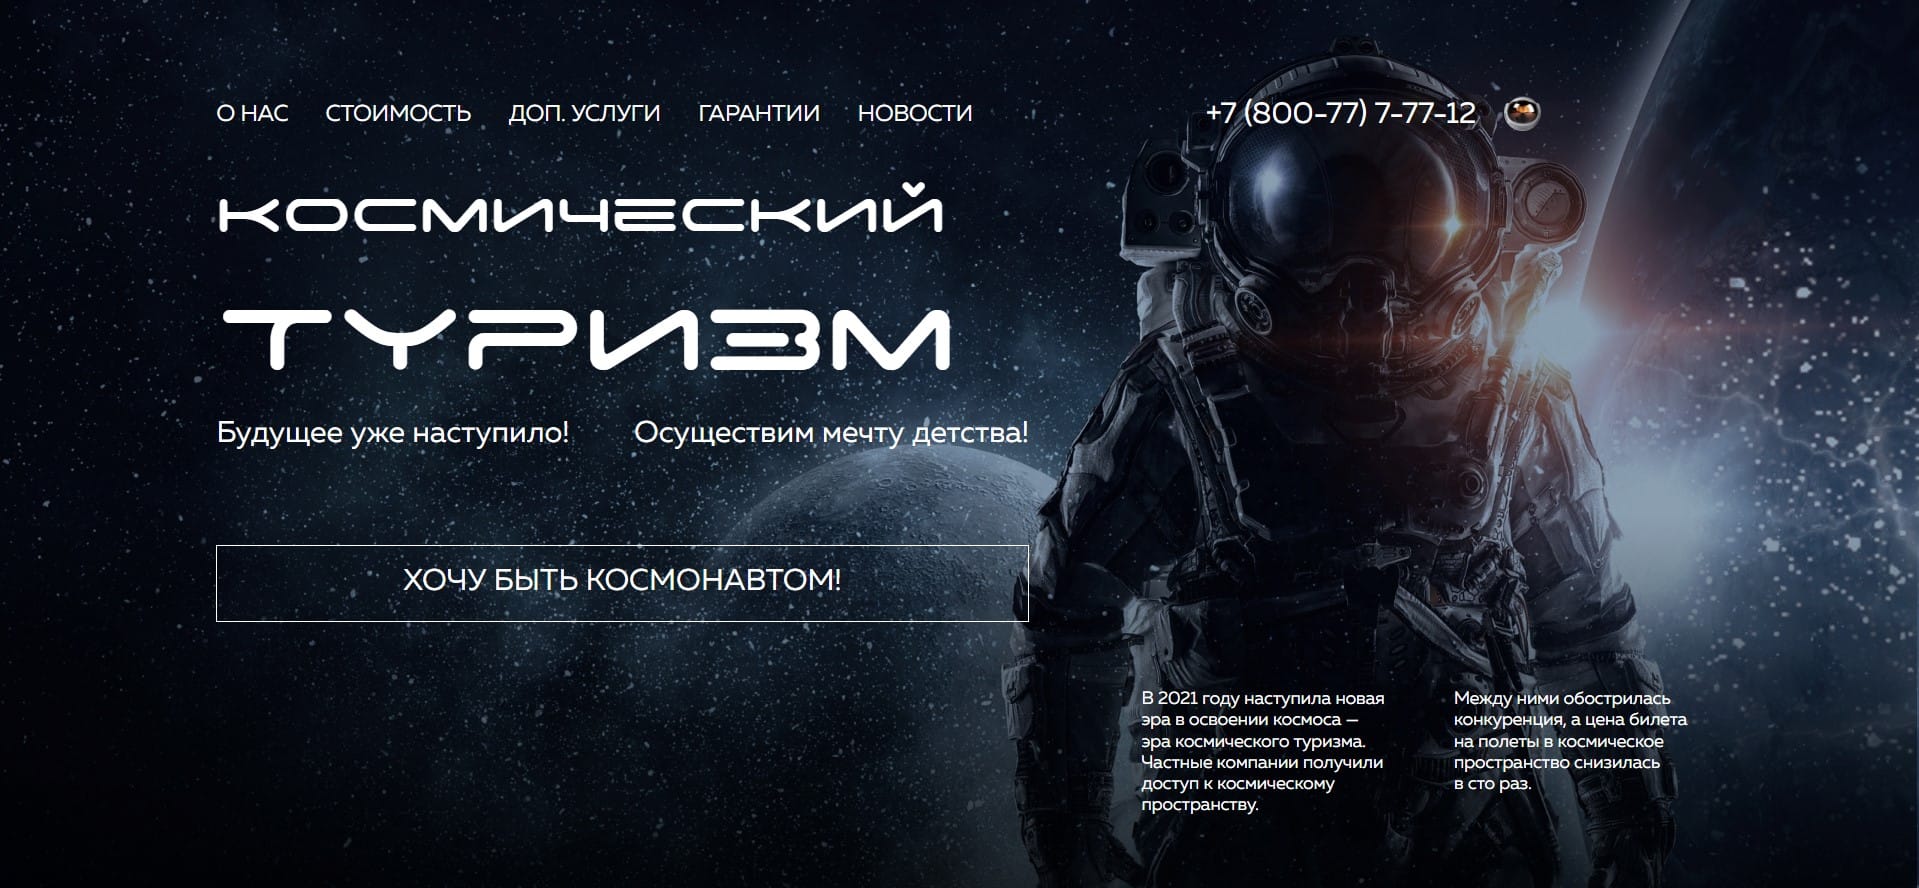 О НАС СТОИМОСТЬ ДОП. УСЛУГИ ГАРАНТИИ НОВОСТИ +7 (800-77) 7-77-12
КОСМИЧЕСКИЙ
ТУРИЗМ
Будущее уже наступило! Осуществим мечту детства!
ХОЧУ БЫТЬ КОСМОНАВТОМ!
В 2021 году наступила новая
эра в освоении космоса —
эра космического туризма.
Частные компании получили
доступ к космическому
пространству.
Между ними обострилась
конкуренция, а цена билета
на полеты в космическое
пространство снизилась
в сто раз.